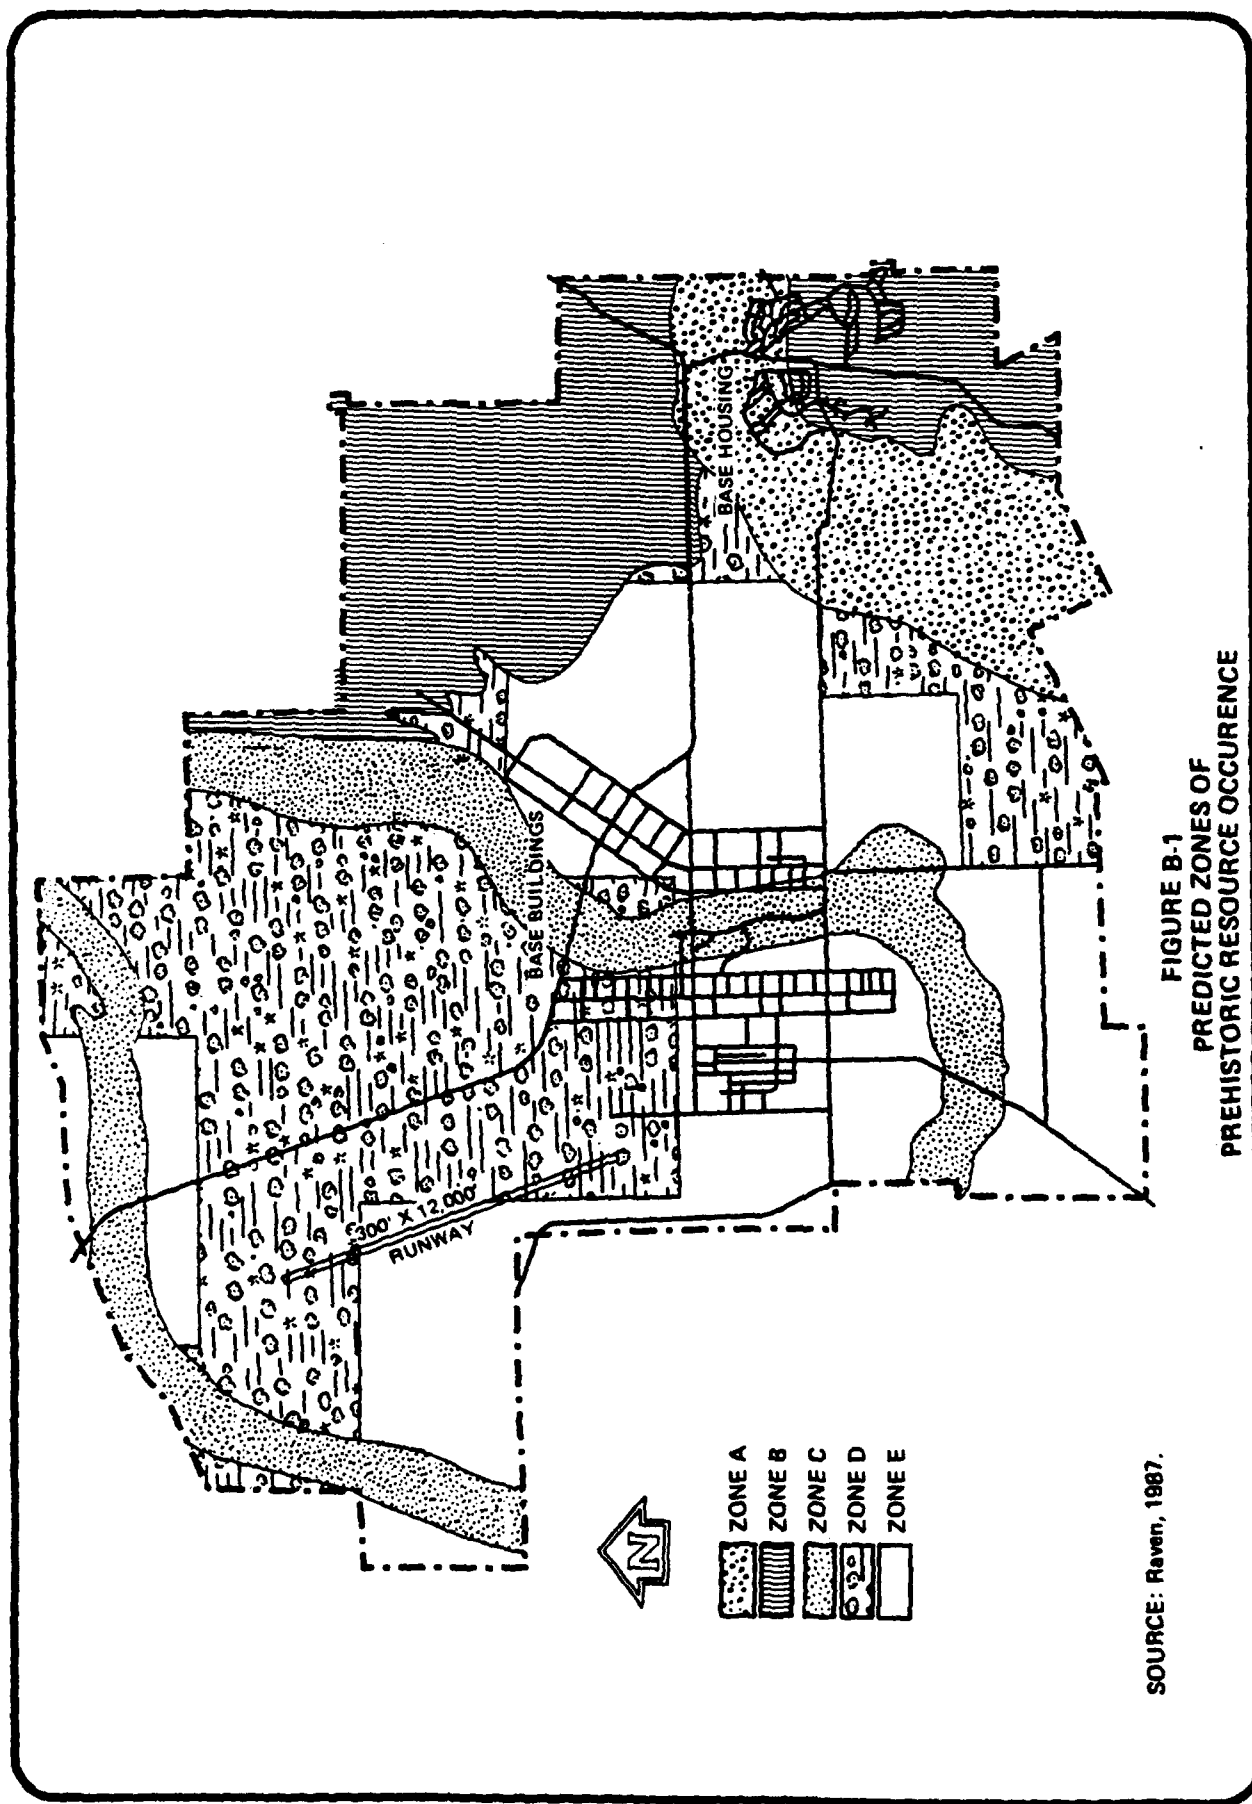 BASE HOUSING
BASE BUILDINGS
300' X 12,000'
RUNWAY
N
ZONE A
ZONE B
ZONE C
ZONE D
ZONE E
SOURCE: Raven, 1987.
FIGURE B-1
PREDICTED ZONES OF
PREHISTORIC RESOURCE OCCURENCE